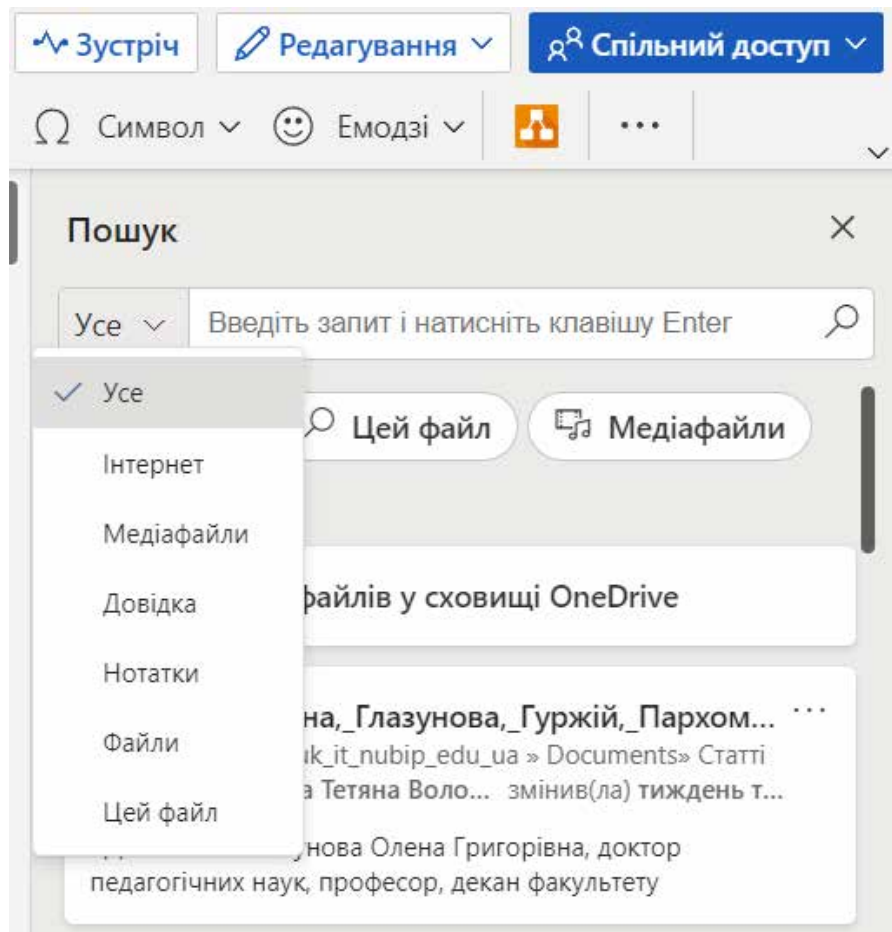 Зустріч Редагування Спільний доступ
Символ Емодзі ...
Пошук
Усе Введіть запит і натисніть клавішу Enter
Усе
Цей файл Медіафайли
Інтернет
Медіафайли
Довідка файлів у сховищі OneDrive
Нотатки
на,_Глазунова,_Гуржій,_Пархом... ...
Файли uk_it_nubip_edu_ua » Documents» Статті
а Тетяна Воло... змінив(ла) тиждень т...
Цей файл
унова Олена Григорівна, доктор
педагогічних наук, професор, декан факультету